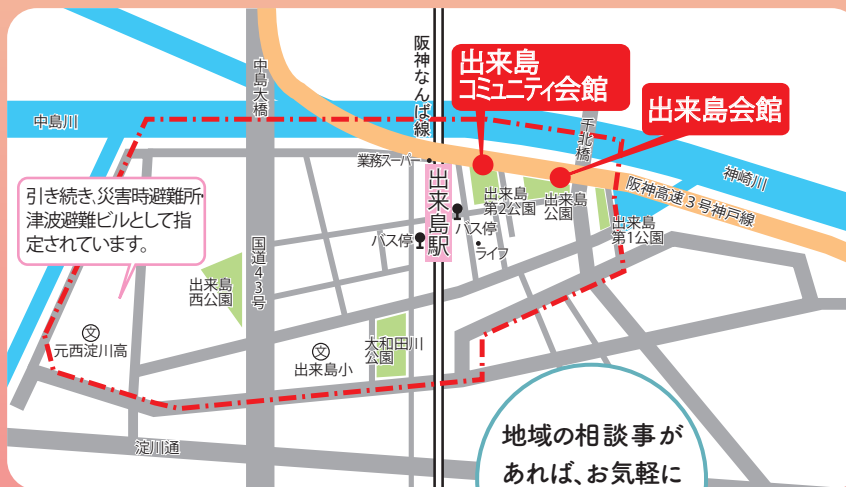 中島川
中島大橋
阪神なんば線
出来島
コミュニティ会館
出来島会館
千北橋
神崎川
阪神高速3号神戸線
業務スーパー
出来島駅
出来島
第2公園
出来島
公園
出来島
第1公園
バス停
バス停
ライフ
引き続き、災害時避難所
津波避難ビルとして指
定されています。
国道43号
出来島
西公園
文
元西淀川高
文
出来島小
大和田川
公園
淀川通
地域の相談事が
あれば、お気軽に